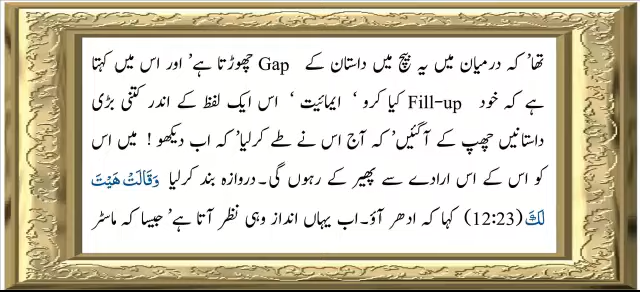 تھا’ کہ درمیان میں یہ بیچ میں داستان کے Gap چھوڑتا ہے’ اور اس میں کہتا
ہے کہ خود Fill-up کیا کرو ‘ ایمائیت ‘ اس ایک لفظ کے اندر کتنی بڑی
داستانیں چھپ کے آگئیں’ کہ آج اس نے طے کرلیا’ کہ اب دیکھو ! میں اس
کو اس کے اس ارادے سے پھیر کے رہوں گی۔ دروازہ بند کرلیا وَقَالَتْ هَيْتَ
لَكَ (12:23) کہا کہ ادھر آؤ۔ اب یہاں انداز وہی نظر آتا ہے’ جیسا کہ ماسٹر